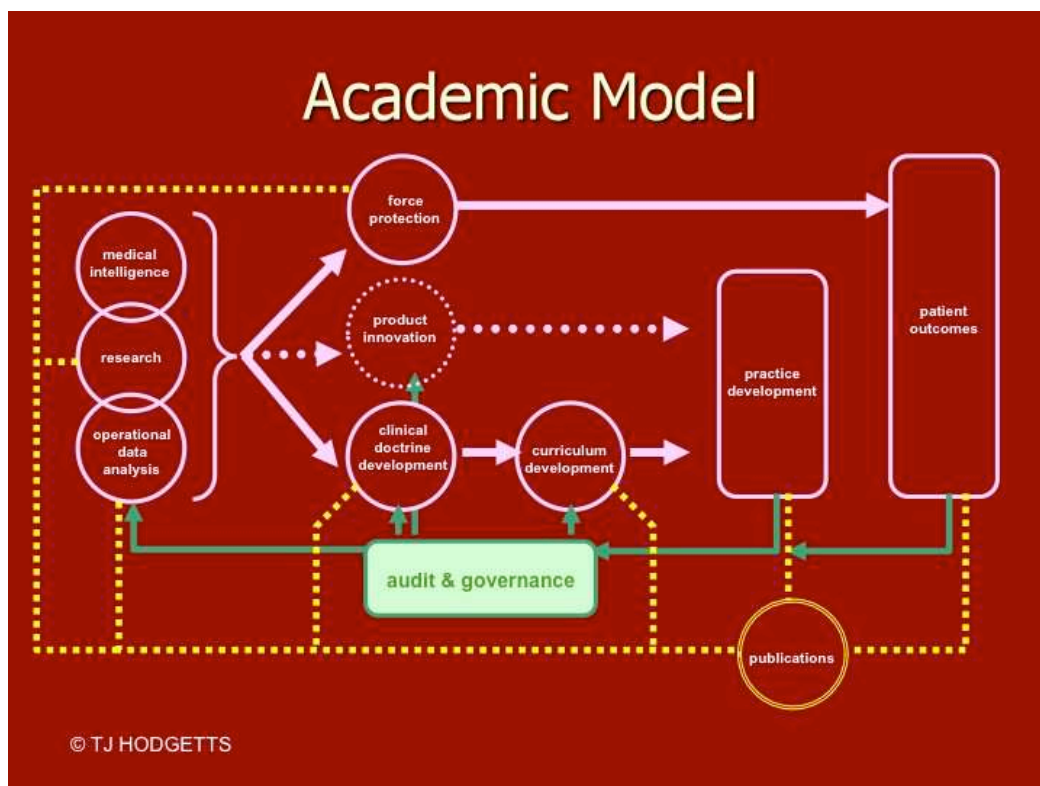 Academic Model
force
protection
medical
intelligence
product
innovation
patient
outcomes
research
practice
development
operational
data
analysis
clinical
doctrine
development
curriculum
development
audit & governance
publications
© TJ HODGETTS